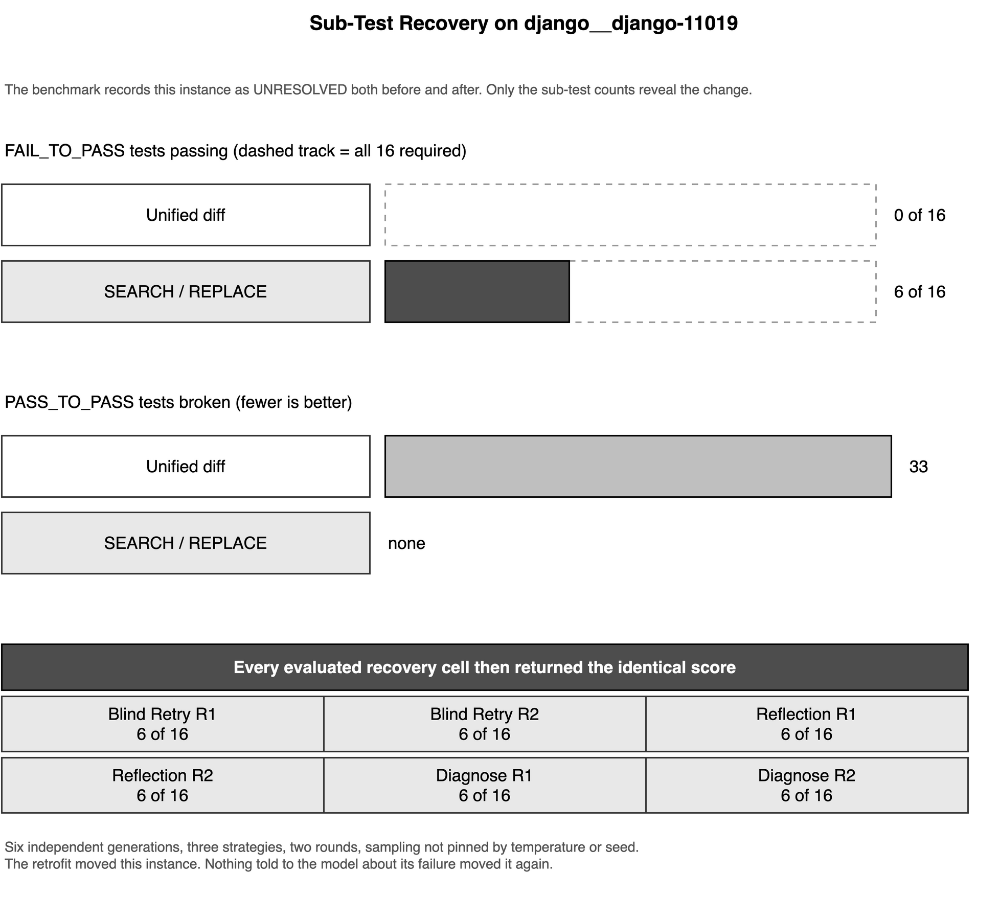 Sub-Test Recovery on django__django-11019
The benchmark records this instance as UNRESOLVED both before and after. Only the sub-test counts reveal the change.
FAIL_TO_PASS tests passing (dashed track = all 16 required)
Unified diff
0 of 16
SEARCH / REPLACE
6 of 16
PASS_TO_PASS tests broken (fewer is better)
Unified diff
33
SEARCH / REPLACE
none
Every evaluated recovery cell then returned the identical score
Blind Retry R1
6 of 16
Blind Retry R2
6 of 16
Reflection R1
6 of 16
Reflection R2
6 of 16
Diagnose R1
6 of 16
Diagnose R2
6 of 16
Six independent generations, three strategies, two rounds, sampling not pinned by temperature or seed.
The retrofit moved this instance. Nothing told to the model about its failure moved it again.